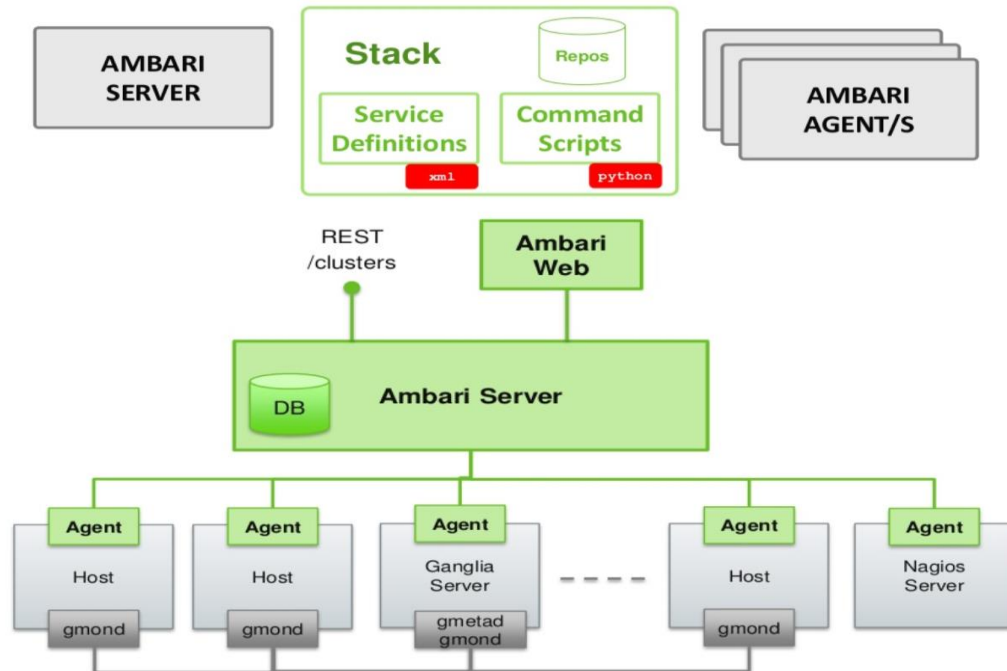 AMBARI
SERVER
Stack
Repos
Service
Definitions
xml
Command
Scripts
python
AMBARI
AGENT/S
REST
/clusters
Ambari
Web
DB
Ambari Server
Agent
Agent
Agent
Agent
Agent
Host
Host
Ganglia
Server
Host
Nagios
Server
gmond
gmond
gmetad
gmond
gmond